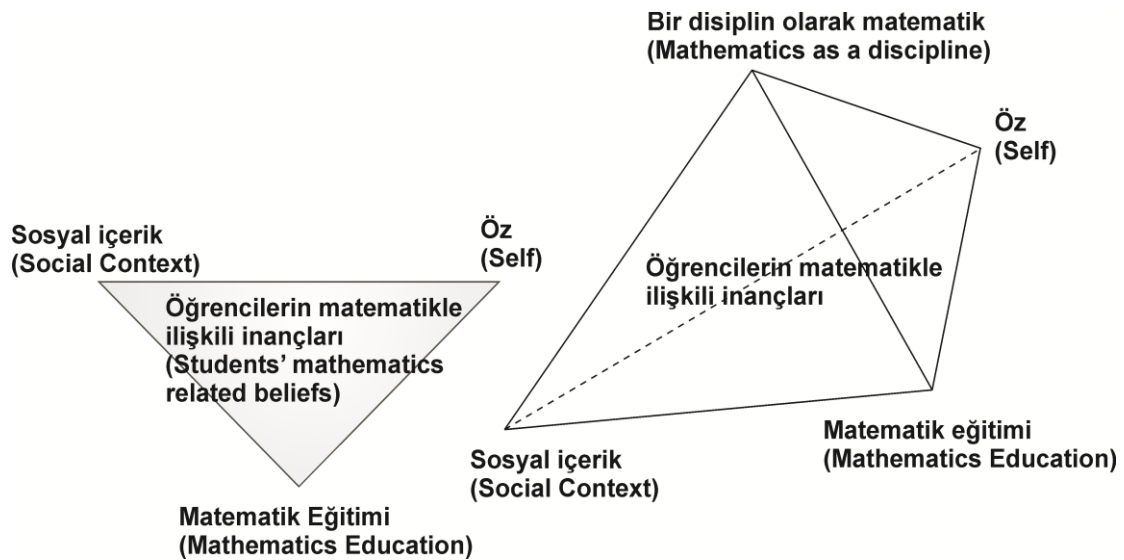 Sosyal içerik
(Social Context)
Öz
(Self)
Öğrencilerin matematikle
ilişkili inançları
(Students’ mathematics
related beliefs)
Matematik Eğitimi
(Mathematics Education)
Bir disiplin olarak matematik
(Mathematics as a discipline)
Öz
(Self)
Öğrencilerin matematikle
ilişkili inançları
Sosyal içerik
(Social Context)
Matematik eğitimi
(Mathematics Education)